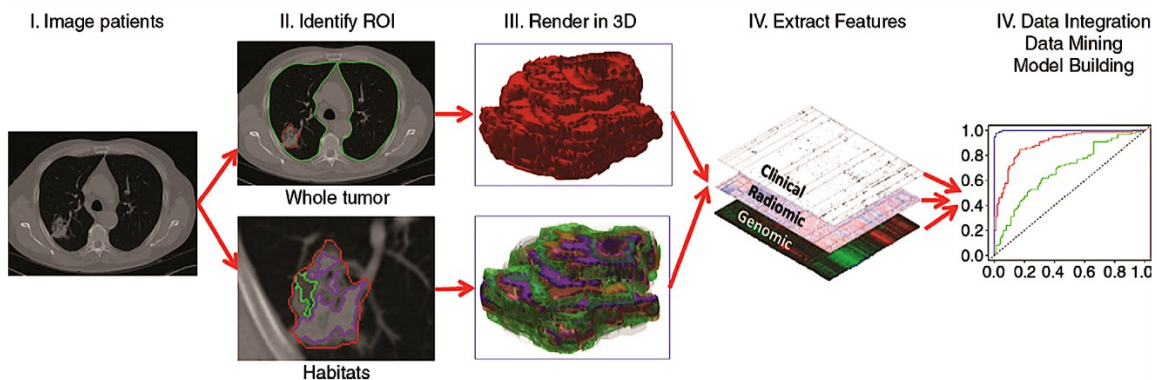 I. Image patients
II. Identify ROI
III. Render in 3D
IV. Extract Features
IV. Data Integration
Data Mining
Model Building
Whole tumor
Habitats
Clinical
Radiomic
Genomic
1.0
0.8
0.6
0.4
0.2
0.0
0.0 0.2 0.4 0.6 0.8 1.0